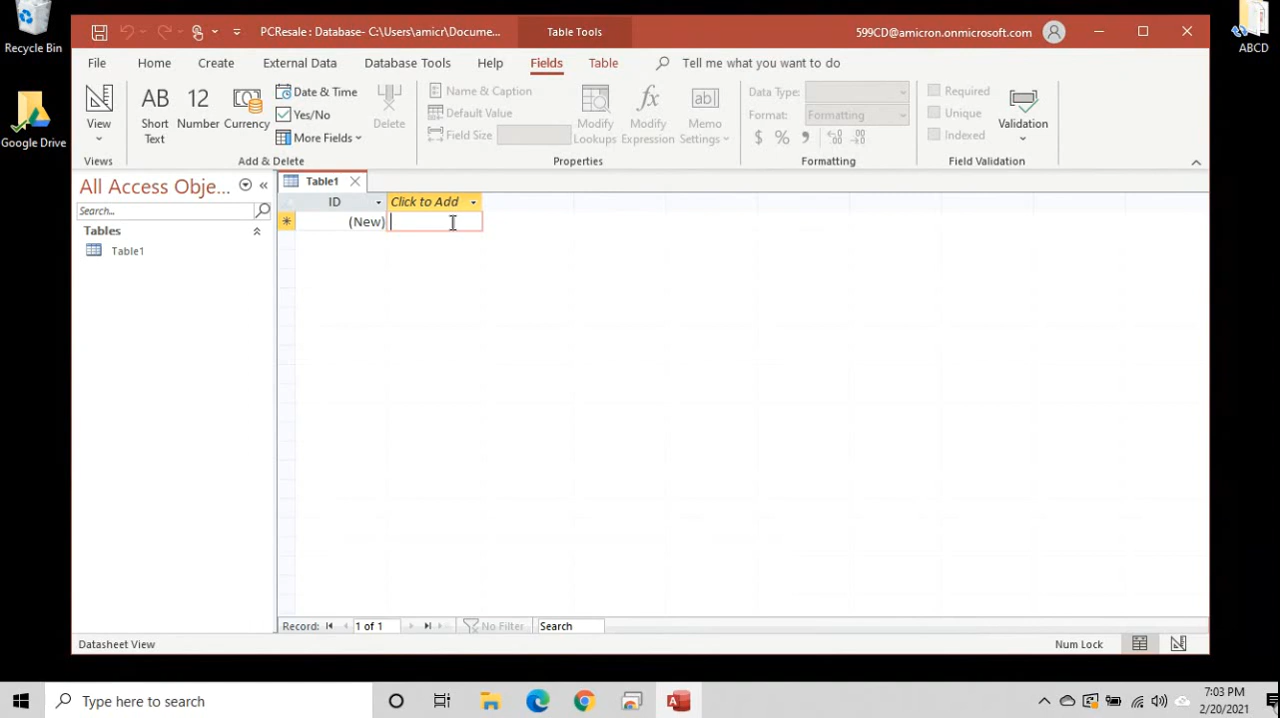 PCResale : Database- C:\Users\amicr\Docume...
Table Tools
599CD@amicron.onmicrosoft.com
Recycle Bin
ABCD
Google Drive
File
Home
Create
External Data
Database Tools
Help
Fields
Table
Tell me what you want to do
View
Views
AB
Short
Text
12
Number
Currency
Date & Time
Yes/No
More Fields
Delete
Add & Delete
Name & Caption
Default Value
Field Size
Modify
Lookups
fx
Modify
Expression
ab
Memo
Settings
Properties
Data Type:
Format:
Formatting
$ % , .00
Formatting
Required
Unique
Indexed
Validation
Field Validation
All Access Obje...
Search...
Tables
Table1
Table1
ID
Click to Add
(New)
Record:
1 of 1
No Filter
Search
Datasheet View
Num Lock
Type here to search
7:03 PM
2/20/2021